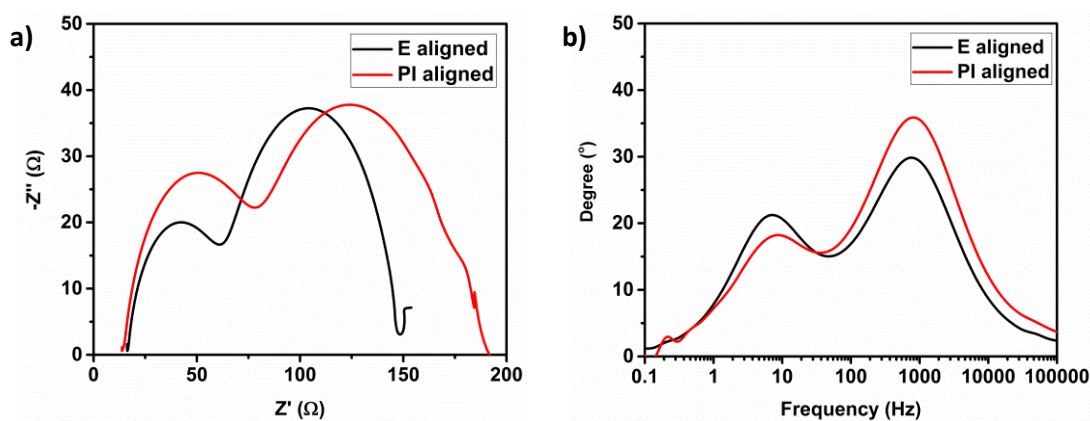 a)
50
40
30
20
10
0
-Z'' (Ω)
E aligned
PI aligned
0 50 100 150 200
Z' (Ω)
b)
50
40
30
20
10
0
Degree (°)
E aligned
PI aligned
0.1 1 10 100 1000 10000 100000
Frequency (Hz)